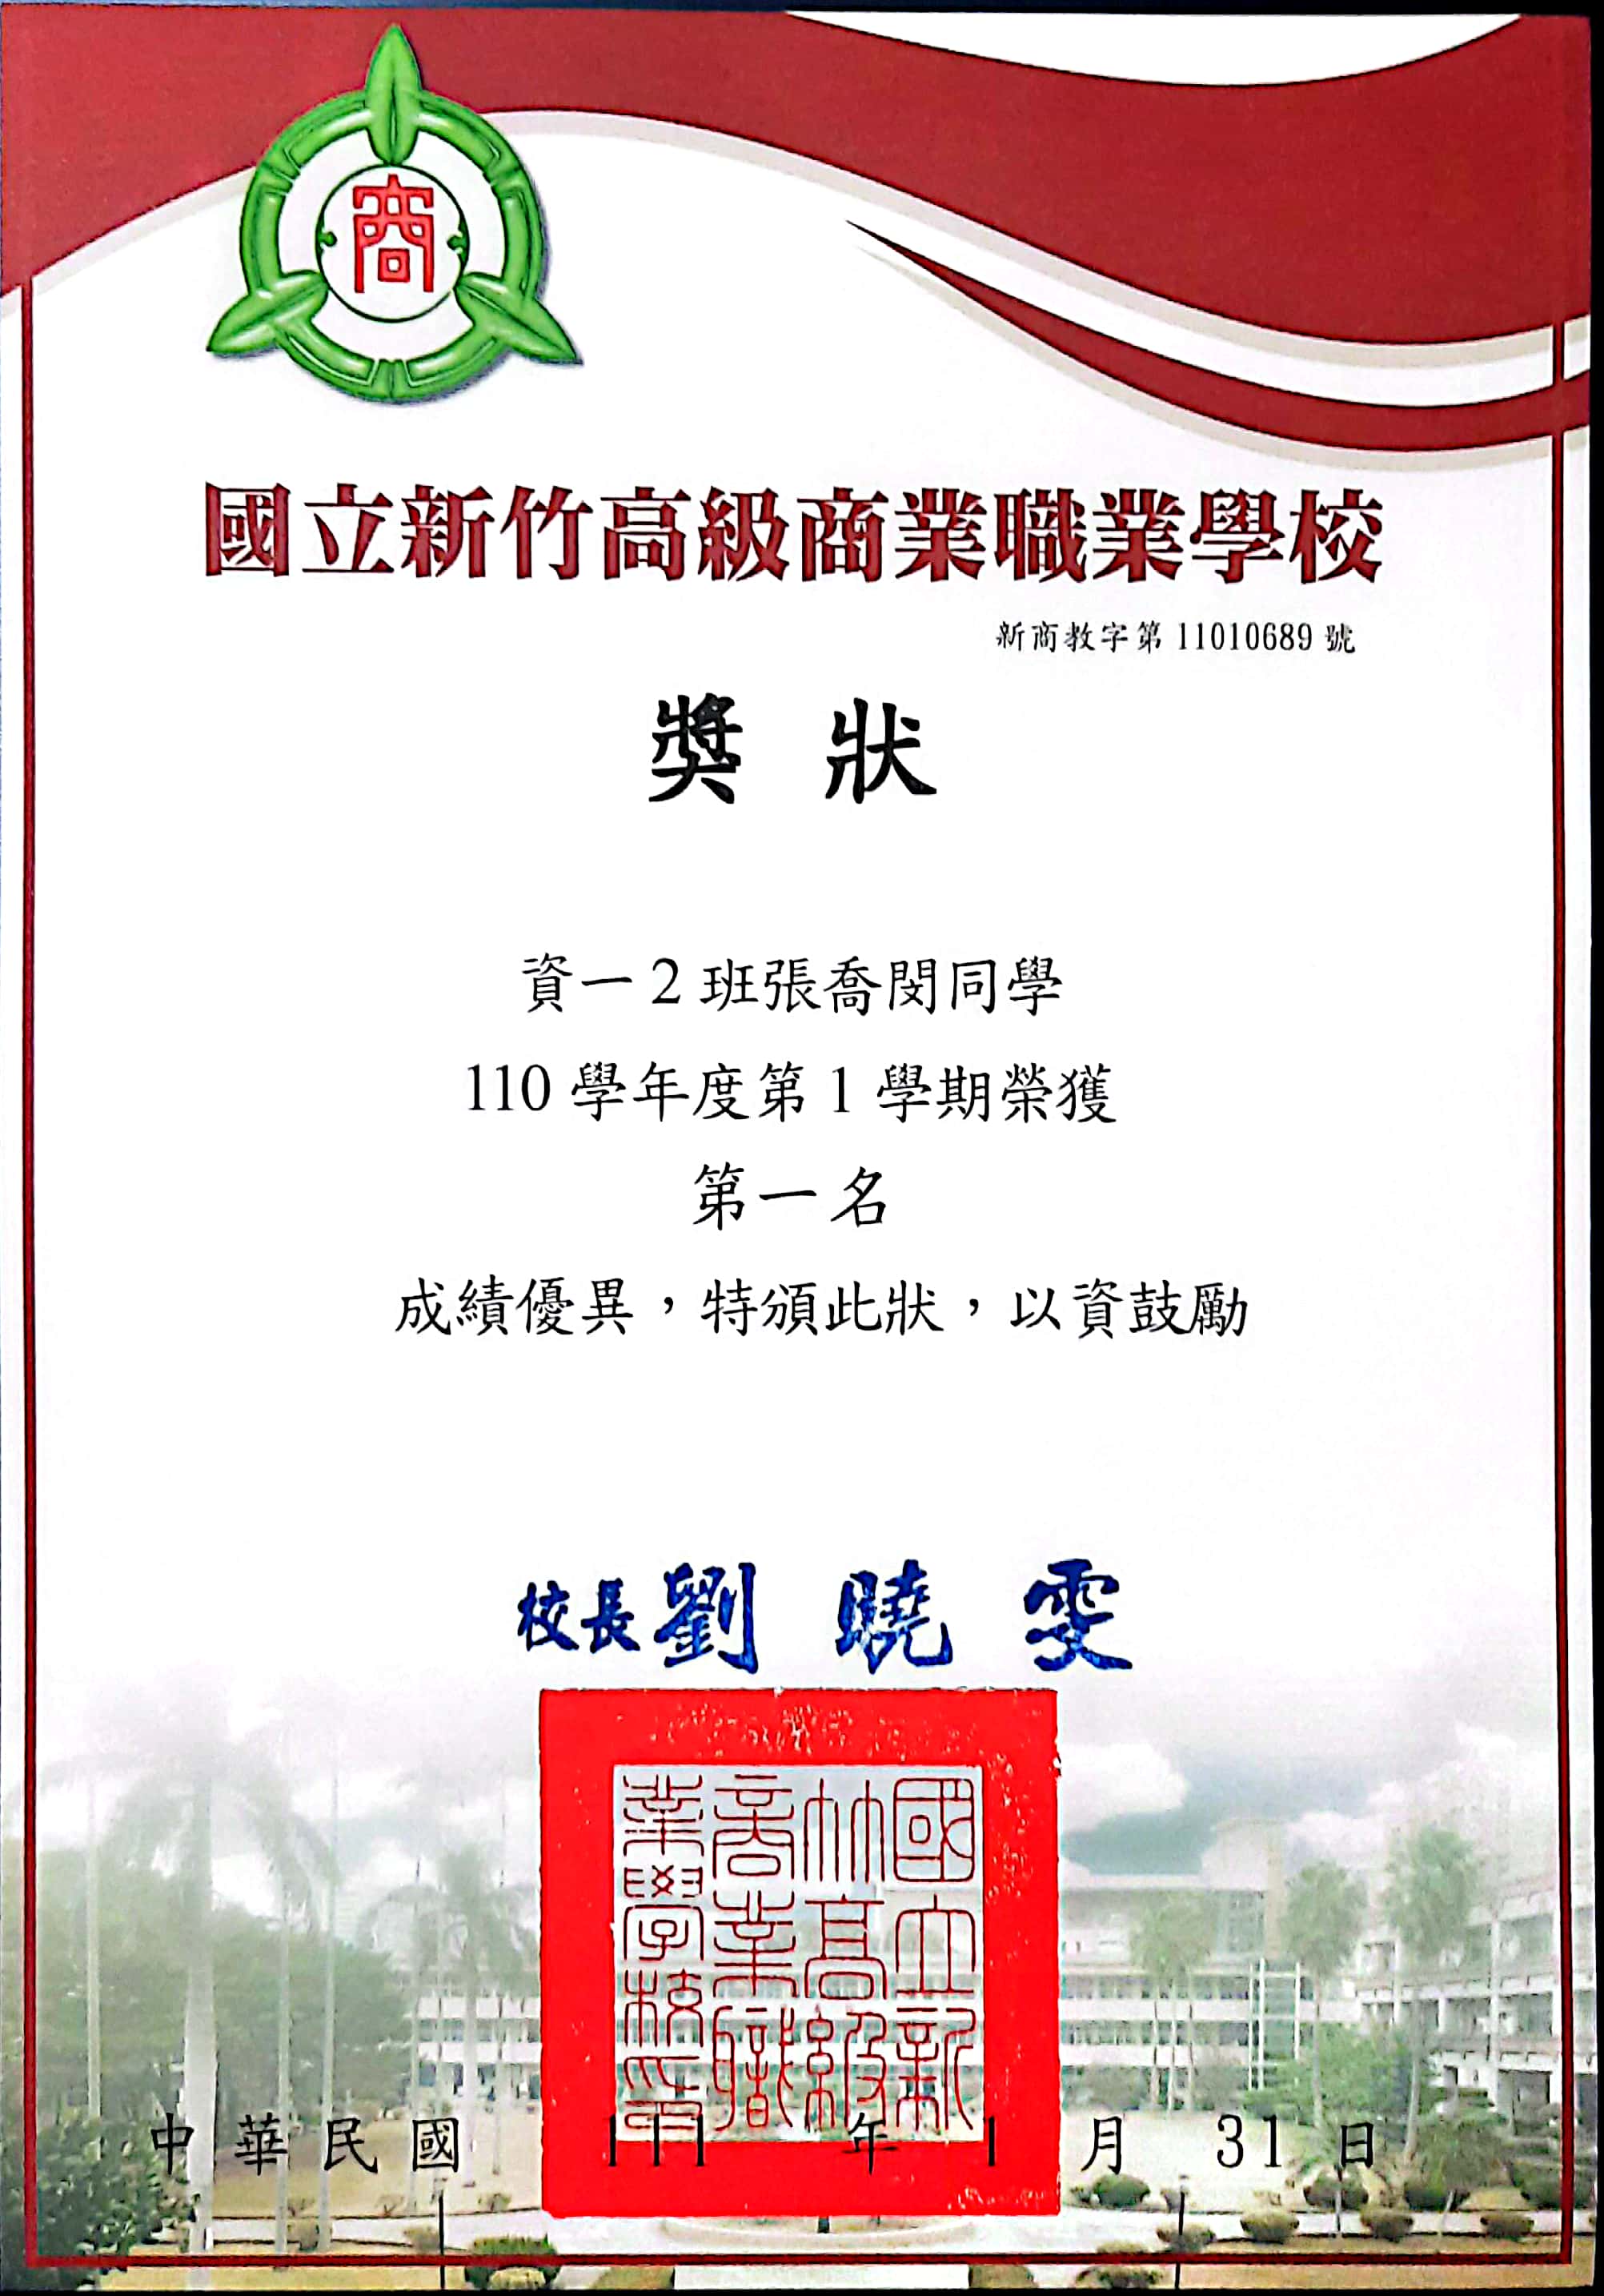 商
國立新竹高級商業職業學校
新商教字第 11010689 號
獎 狀
資一 2 班張喬閔同學
110 學年度第 1 學期榮獲
第一名
成績優異，特頒此狀，以資鼓勵
校長劉 曉 雯
國立新竹高級商業職業學校印
中華民國 111 年 1 月 31 日